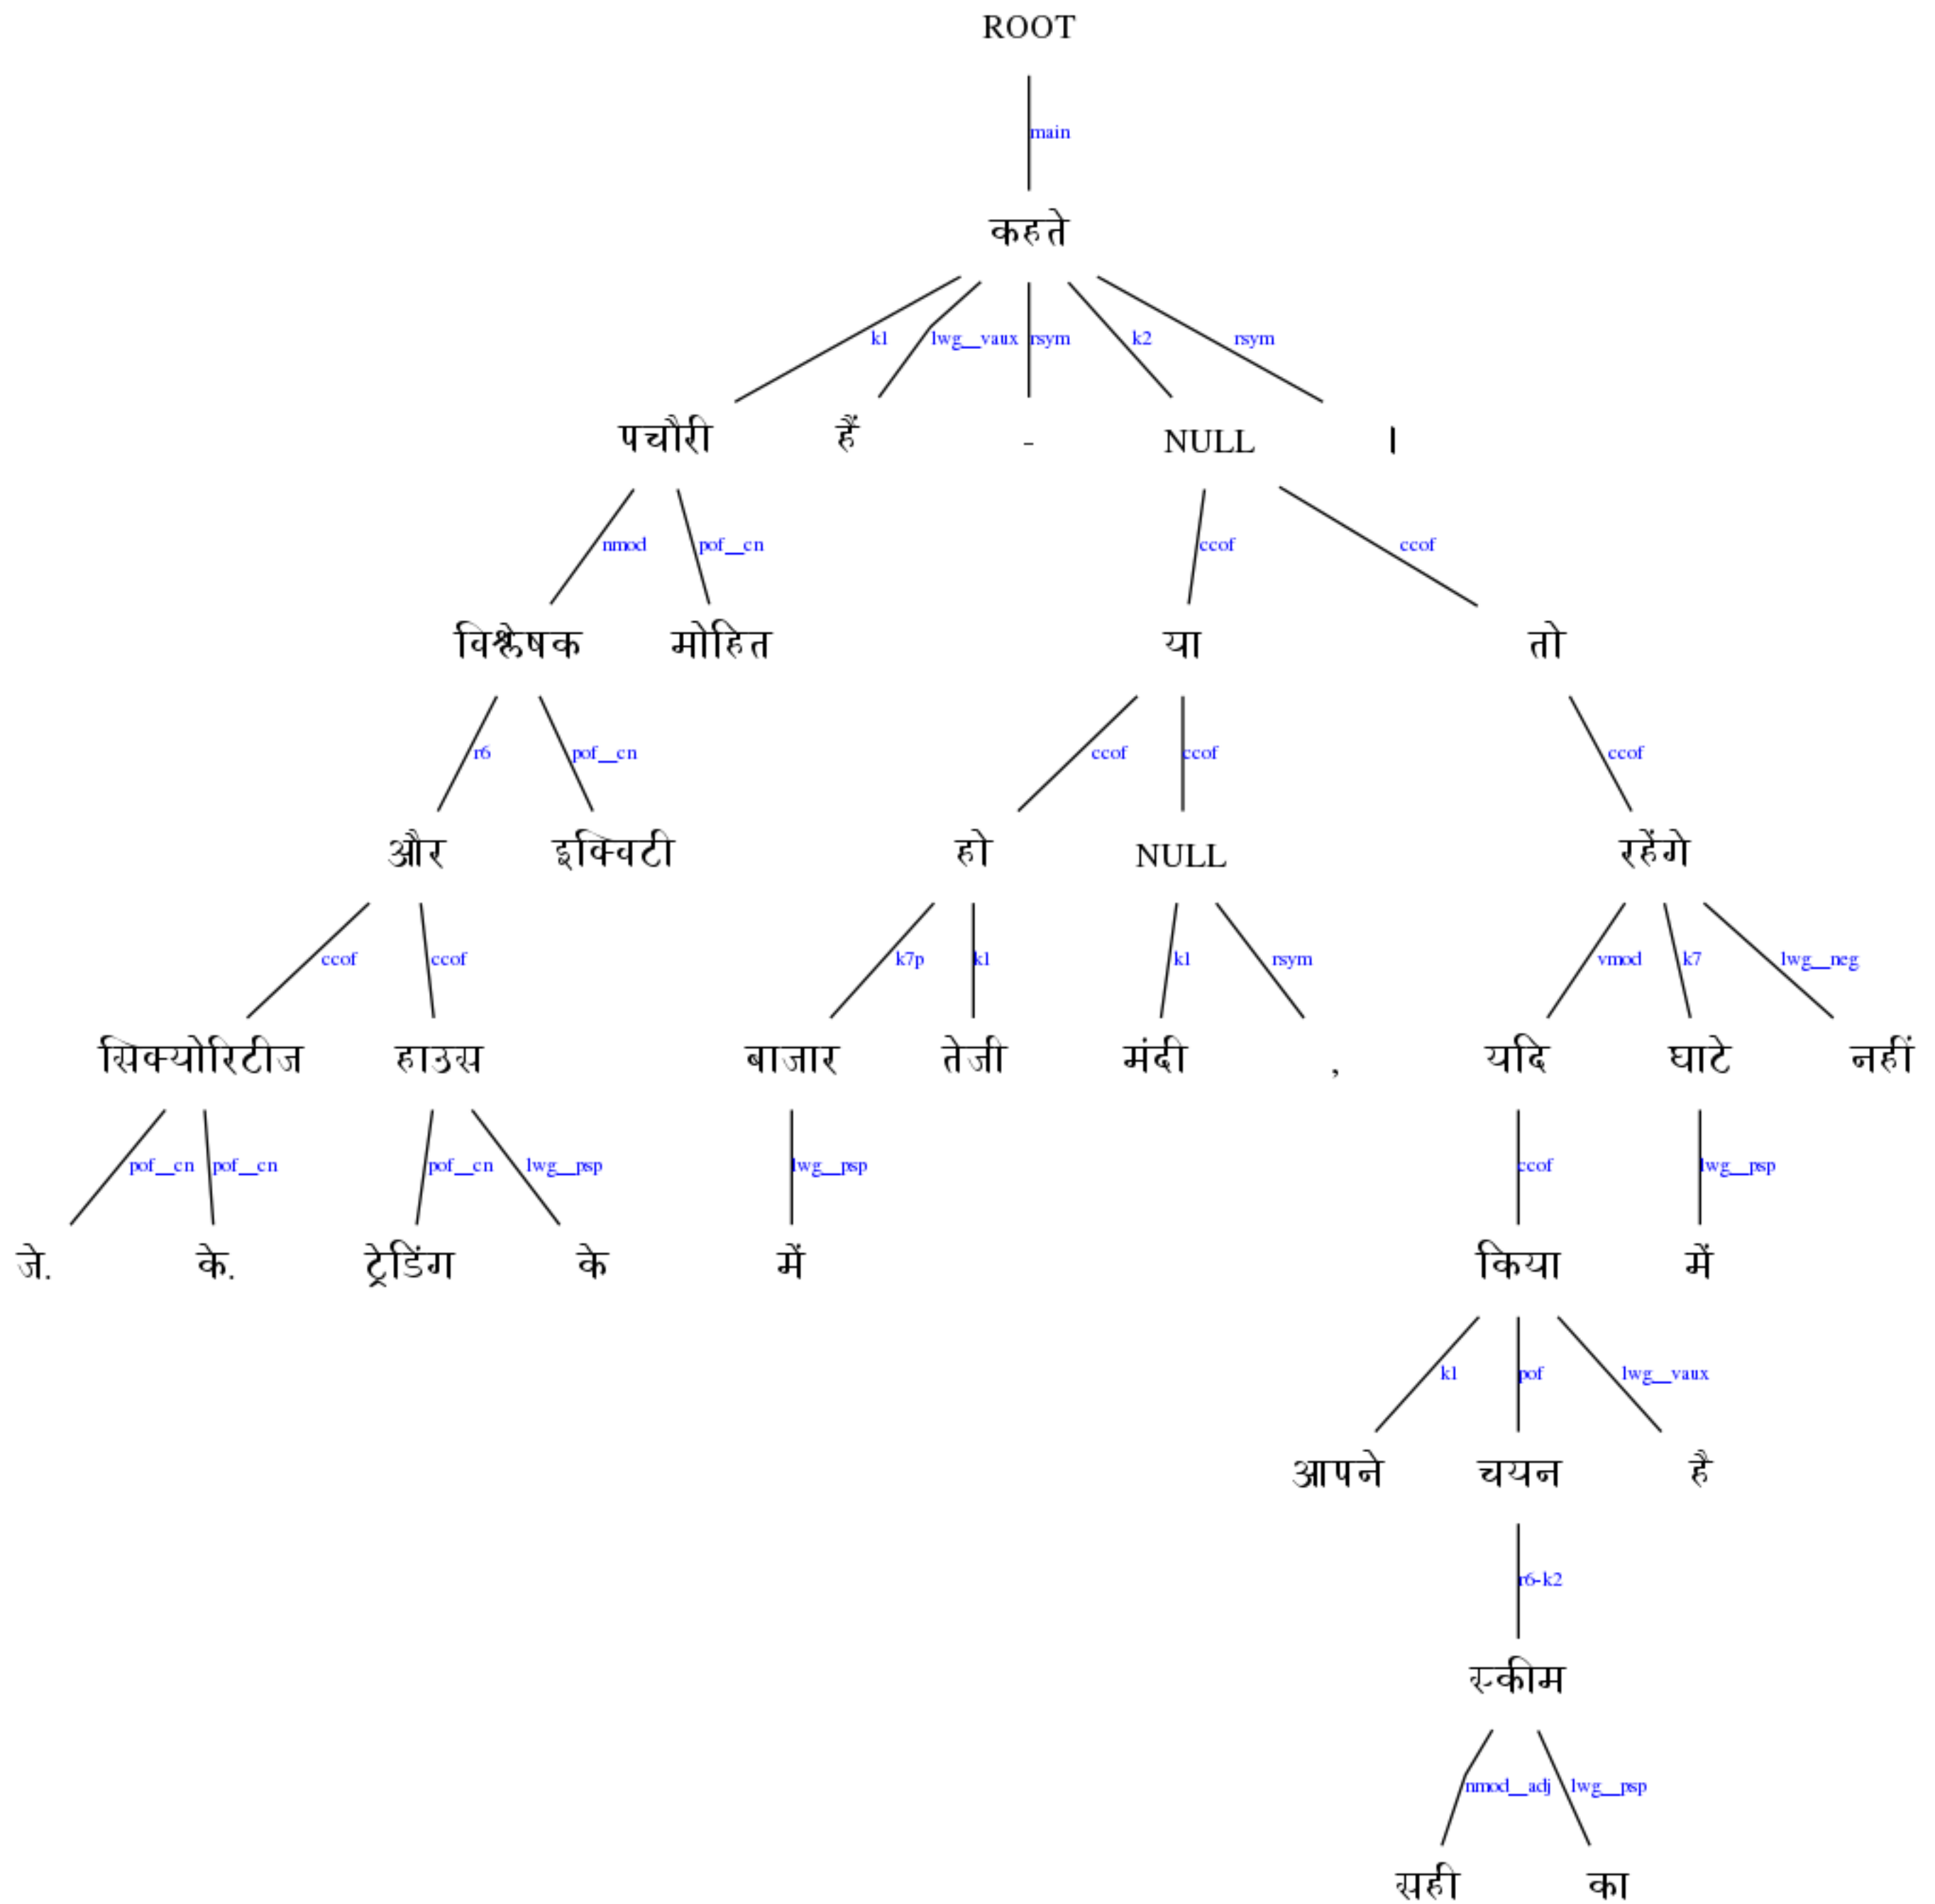 ROOT
main
कहते
k1 lwg__vaux rsym k2 rsym
पचौरी हैं - NULL ।
nmod pof__cn ccof ccof
विश्लेषक मोहित या तो
r6 pof__cn ccof ccof ccof
और इक्विटी हो NULL रहेंगे
ccof ccof k7p k1 k1 rsym vmod k7 lwg__neg
सिक्योरिटीज हाउस बाजार तेजी मंदी , यदि घाटे नहीं
pof__cn pof__cn pof__cn lwg__psp lwg__psp ccof lwg__psp
जे. के. ट्रेडिंग के में किया में
k1 pof lwg__vaux
आपने चयन है
r6-k2
स्कीम
nmod__adj lwg__psp
सही का